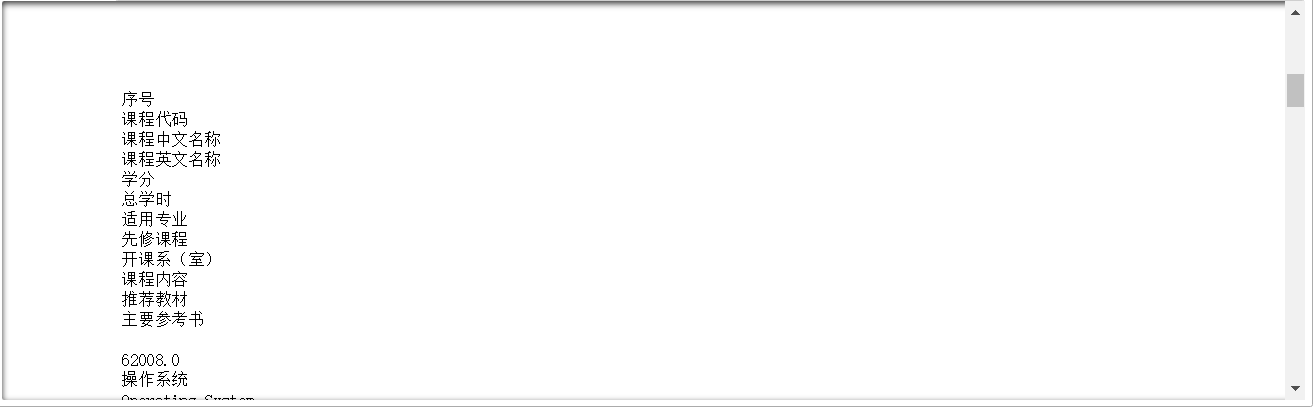 序号
课程代码
课程中文名称
课程英文名称
学分
总学时
适用专业
先修课程
开课系（室）
课程内容
推荐教材
主要参考书
62008.0
操作系统
Operating System